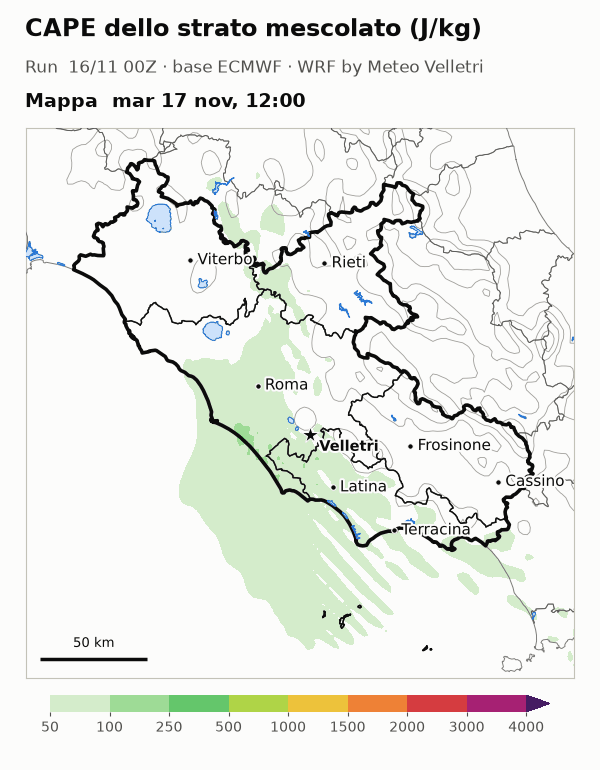 CAPE dello strato mescolato (J/kg)
Run  16/11 00Z · base ECMWF · WRF by Meteo Velletri
Mappa  mar 17 nov, 12:00
Viterbo
Rieti
Roma
Velletri
Frosinone
Cassino
Latina
Terracina
50 km
50 100 250 500 1000 1500 2000 3000 4000